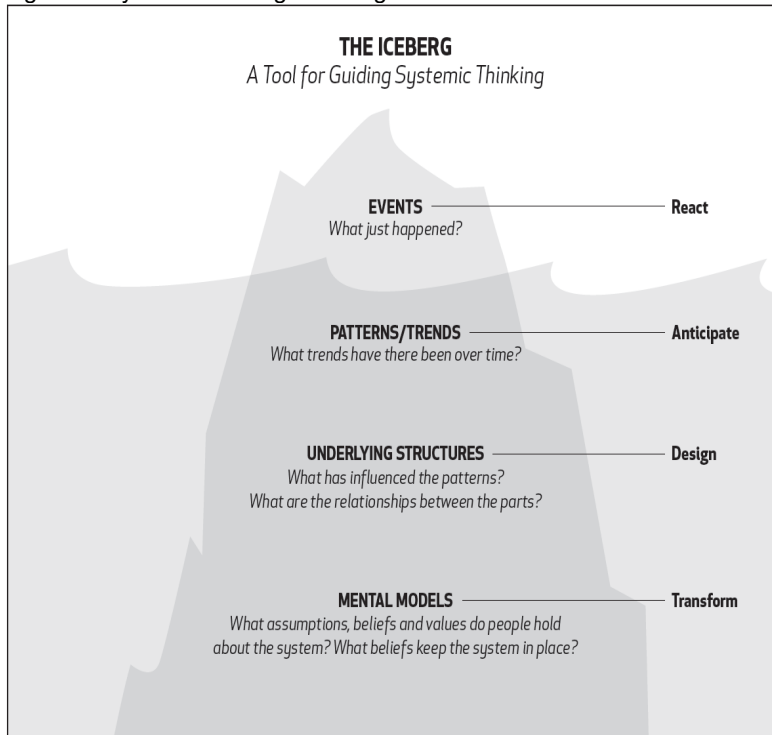 THE ICEBERG
A Tool for Guiding Systemic Thinking
EVENTS
What just happened?
React
PATTERNS/TRENDS
What trends have there been over time?
Anticipate
UNDERLYING STRUCTURES
What has influenced the patterns?
What are the relationships between the parts?
Design
MENTAL MODELS
What assumptions, beliefs and values do people hold
about the system? What beliefs keep the system in place?
Transform